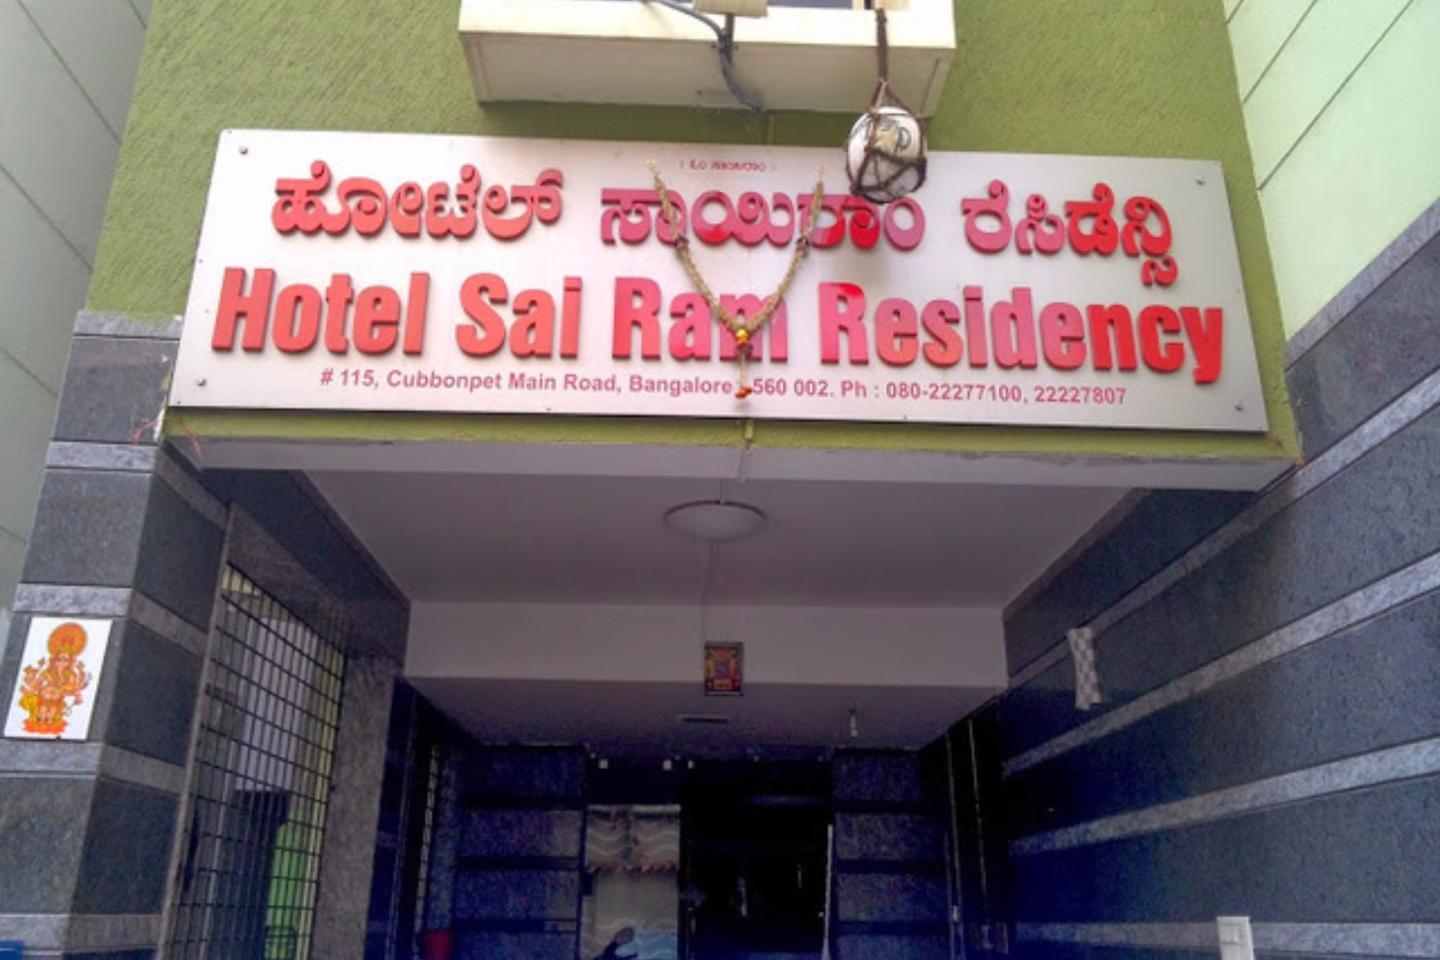 ಹೋಟೆಲ್ ಸಾಯಿರಾಂ ರೆಸಿಡೆನ್ಸಿ
Hotel Sai Ram Residency
# 115, Cubbonpet Main Road, Bangalore - 560 002. Ph : 080-22277100, 22227807